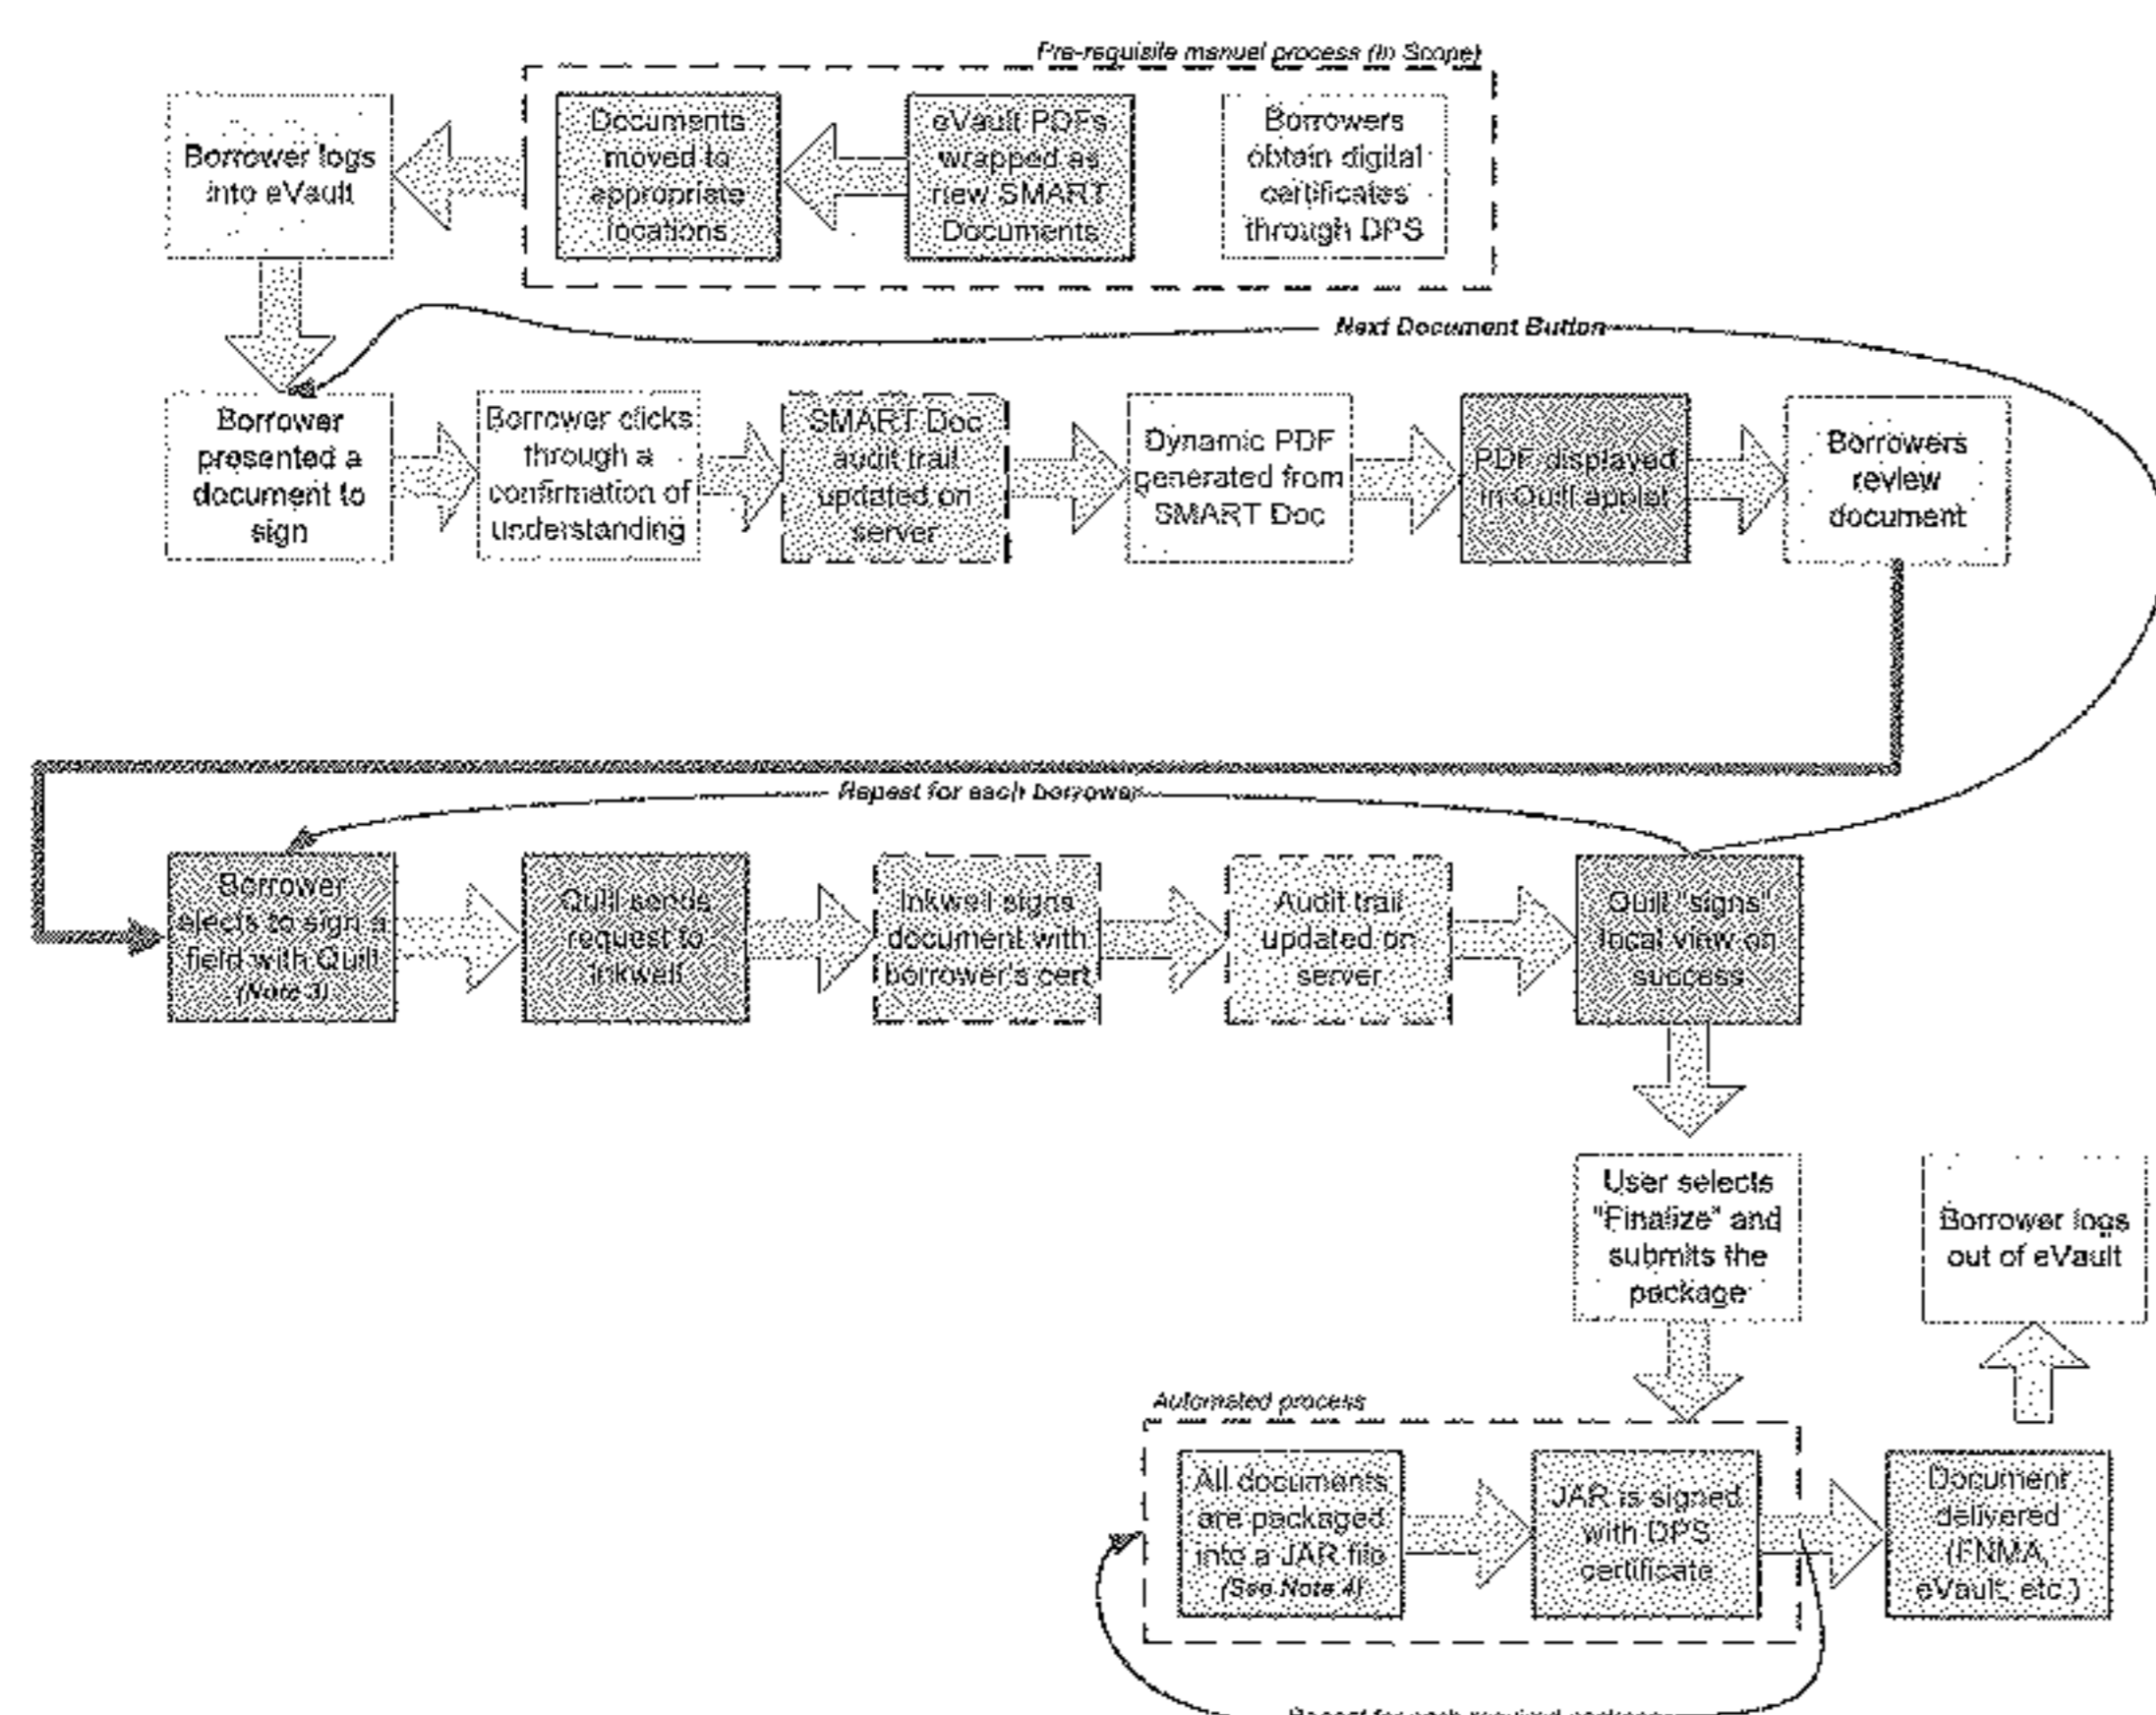 Pre-requisite manuel process (In Scope)
Borrower logs
into eVault
Documents
moved to
appropriate
locations
eVault PDFs
wrapped as
new SMART
Documents
Borrowers
obtain digital
certificates
through DPS
Next Document Button
Borrower
presented a
document to
sign
Borrower clicks
through a
confirmation of
understanding
SMART Doc
audit trail
updated on
server
Dynamic PDF
generated from
SMART Doc
PDF displayed
in Quill applet
Borrowers
review
document
Repeat for each borrower
Borrower
elects to sign a
field with Quill
(Note 3)
Quill sends
request to
Inkwell
Inkwell signs
document with
borrower's cert
Audit trail
updated on
server
Quill "signs"
local view on
success
User selects
"Finalize" and
submits the
package
Borrower logs
out of eVault
Automated process
All documents
are packaged
into a JAR file
(See Note 4)
JAR is signed
with DPS
certificate
Document
delivered
(FNMA,
eVault, etc.)
Repeat for each required package